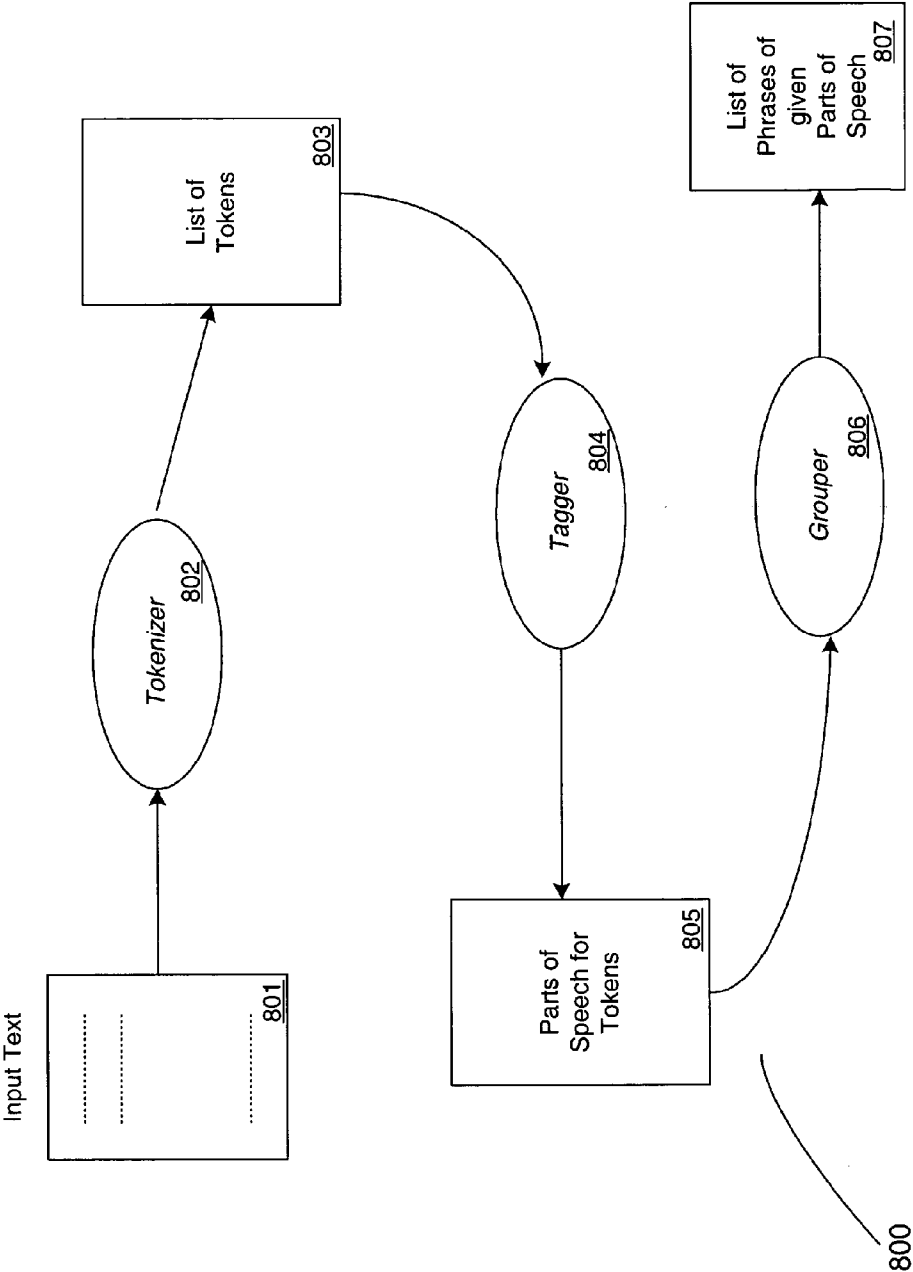 Input Text
801
Tokenizer
802
List of
Tokens
803
Tagger
804
Parts of
Speech for
Tokens
805
Grouper
806
List of
Phrases of
given
Parts of
Speech
807
800